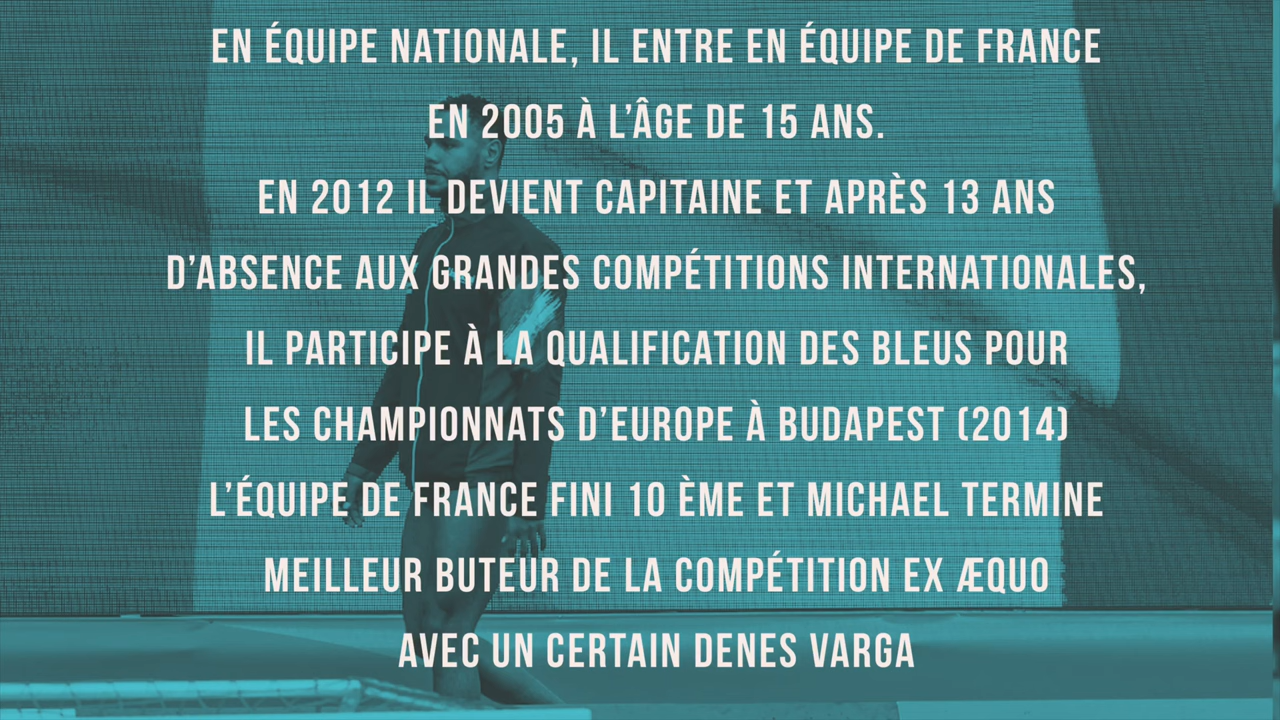 EN ÉQUIPE NATIONALE, IL ENTRE EN ÉQUIPE DE FRANCE
EN 2005 À L'ÂGE DE 15 ANS.
EN 2012 IL DEVIENT CAPITAINE ET APRÈS 13 ANS
D'ABSENCE AUX GRANDES COMPÉTITIONS INTERNATIONALES,
IL PARTICIPE À LA QUALIFICATION DES BLEUS POUR
LES CHAMPIONNATS D'EUROPE À BUDAPEST (2014)
L'ÉQUIPE DE FRANCE FINI 10 ÈME ET MICHAEL TERMINE
MEILLEUR BUTEUR DE LA COMPÉTITION EX ÆQUO
AVEC UN CERTAIN DENES VARGA